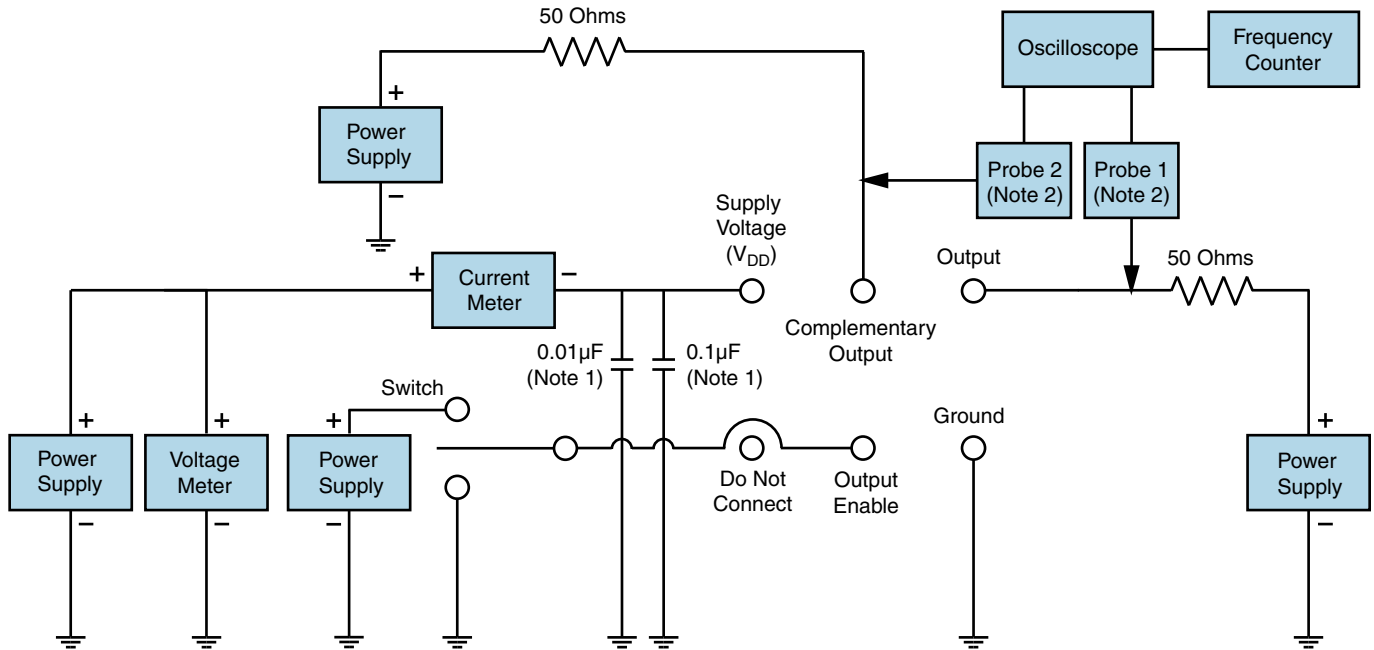 50 Ohms
Oscilloscope
Frequency
Counter
+
Power
Supply
−
Probe 2
(Note 2)
Probe 1
(Note 2)
Supply
Voltage
(VDD)
Output
50 Ohms
+
Current
Meter
−
Complementary
Output
0.01µF
(Note 1)
0.1µF
(Note 1)
Switch
+
Power
Supply
−
+
Voltage
Meter
−
+
Power
Supply
−
Do Not
Connect
Output
Enable
Ground
+
Power
Supply
−